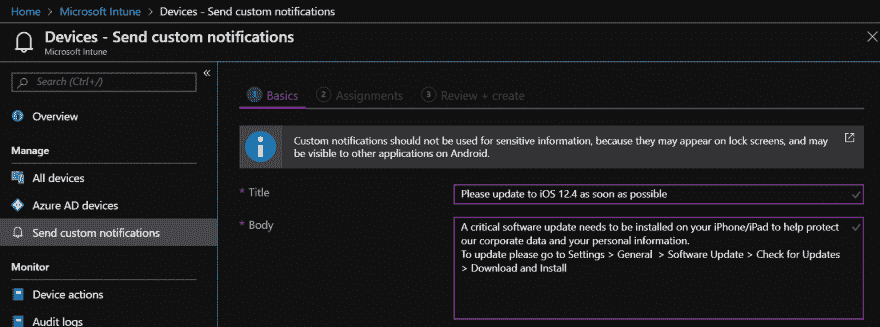 Home > Microsoft Intune > Devices - Send custom notifications
Devices - Send custom notifications
Microsoft Intune
Search (Ctrl+/)
Overview
Manage
All devices
Azure AD devices
Send custom notifications
Monitor
Device actions
Audit logs
1 Basics
2 Assignments
3 Review + create
Custom notifications should not be used for sensitive information, because they may appear on lock screens, and may
be visible to other applications on Android.
* Title
Please update to iOS 12.4 as soon as possible
* Body
A critical software update needs to be installed on your iPhone/iPad to help protect
our corporate data and your personal information.
To update please go to Settings > General > Software Update > Check for Updates
> Download and Install